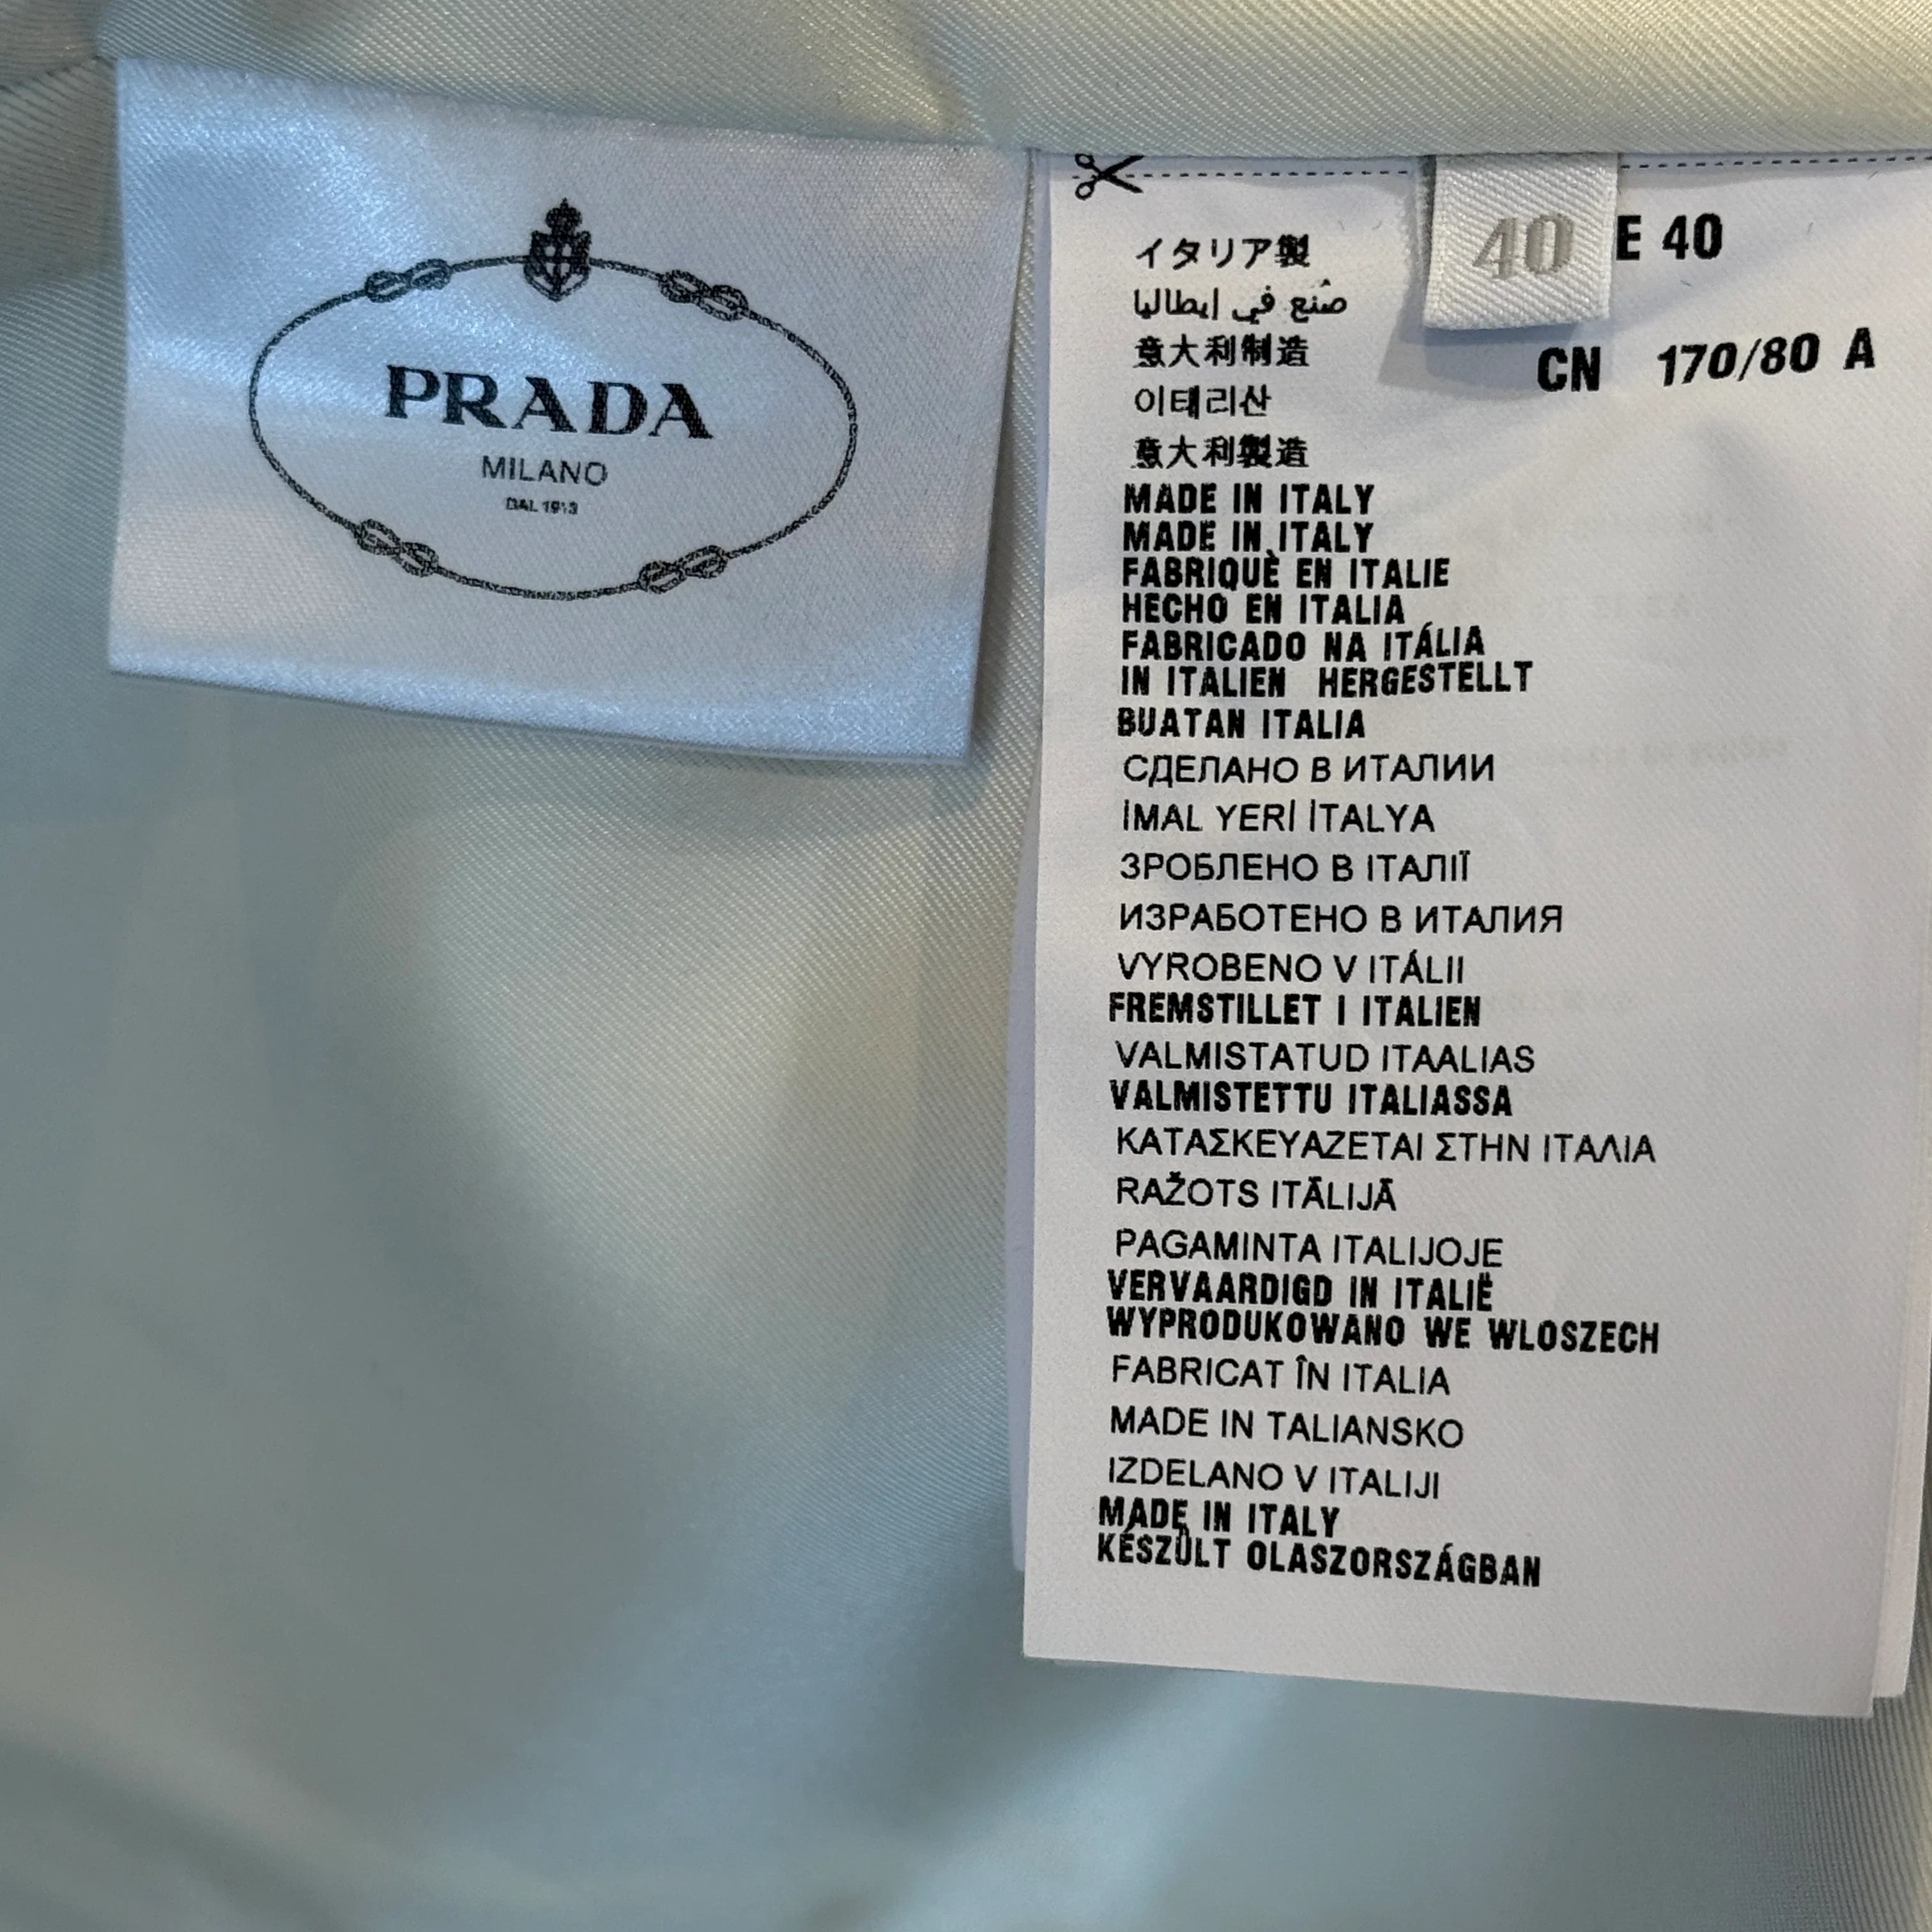 PRADA
MILANO
DAL 1913
40
E 40
CN 170/80 A
イタリア製
صُنع في إيطاليا
意大利制造
이태리산
意大利製造
MADE IN ITALY
MADE IN ITALY
FABRIQUÈ EN ITALIE
HECHO EN ITALIA
FABRICADO NA ITÁLIA
IN ITALIEN HERGESTELLT
BUATAN ITALIA
СДЕЛАНО В ИТАЛИИ
İMAL YERİ İTALYA
ЗРОБЛЕНО В ІТАЛІЇ
ИЗРАБОТЕНО В ИТАЛИЯ
VYROBENO V ITÁLII
FREMSTILLET I ITALIEN
VALMISTATUD ITAALIAS
VALMISTETTU ITALIASSA
ΚΑΤΑΣΚΕΥΑΖΕΤΑΙ ΣΤΗΝ ΙΤΑΛΙΑ
RAŽOTS ITĀLIJĀ
PAGAMINTA ITALIJOJE
VERVAARDIGD IN ITALIË
WYPRODUKOWANO WE WLOSZECH
FABRICAT ÎN ITALIA
MADE IN TALIANSKO
IZDELANO V ITALIJI
MADE IN ITALY
KÉSZÜLT OLASZORSZÁGBAN